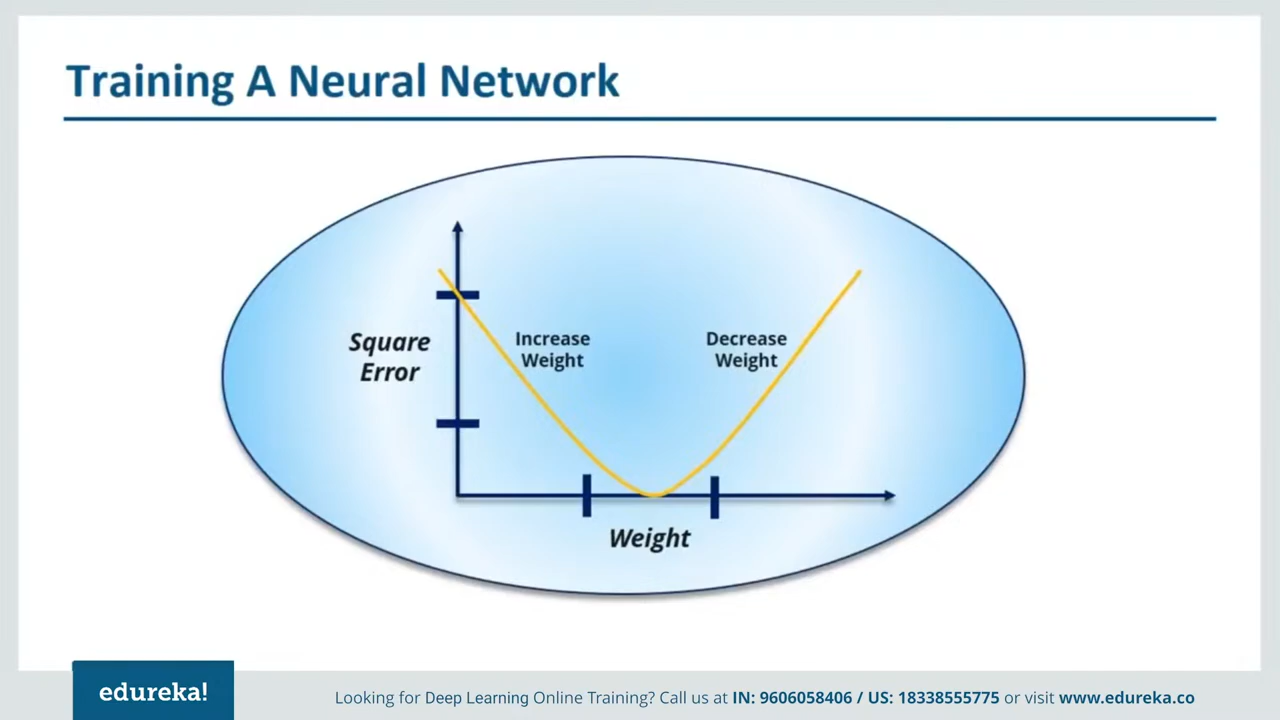 Training A Neural Network
Square
Error
Increase
Weight
Decrease
Weight
Weight
edureka!
Looking for Deep Learning Online Training? Call us at IN: 9606058406 / US: 18338555775 or visit www.edureka.co